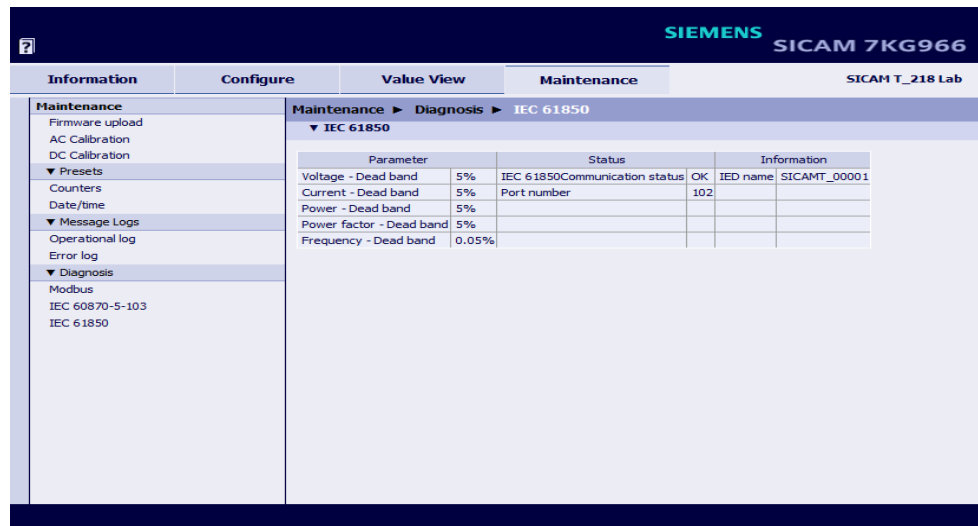 SIEMENS
?
SICAM 7KG966
Information Configure Value View Maintenance SICAM T_218 Lab
Maintenance
Firmware upload
AC Calibration
DC Calibration
▼ Presets
Counters
Date/time
▼ Message Logs
Operational log
Error log
▼ Diagnosis
Modbus
IEC 60870-5-103
IEC 61850
Maintenance ► Diagnosis ► IEC 61850
▼ IEC 61850
Parameter Status Information
Voltage - Dead band 5% IEC 61850Communication status OK IED name SICAMT_00001
Current - Dead band 5% Port number 102
Power - Dead band 5%
Power factor - Dead band 5%
Frequency - Dead band 0.05%